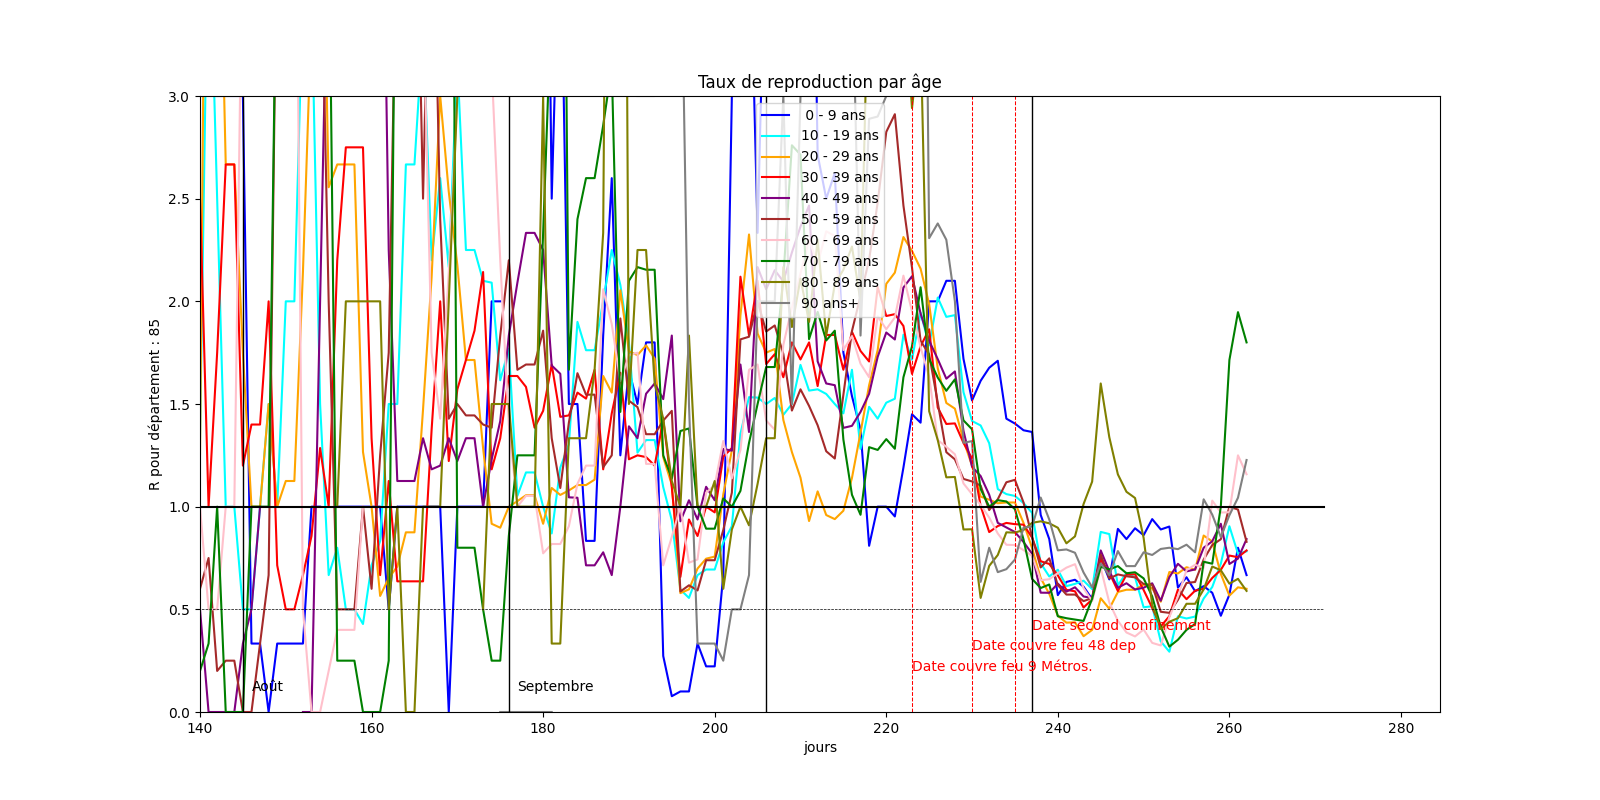 Taux de reproduction par âge
R pour département : 85
3.0
2.5
2.0
1.5
1.0
0.5
0.0
0 - 9 ans
10 - 19 ans
20 - 29 ans
30 - 39 ans
40 - 49 ans
50 - 59 ans
60 - 69 ans
70 - 79 ans
80 - 89 ans
90 ans+
Date second confinement
Date couvre feu 48 dep
Date couvre feu 9 Métros.
Août
Septembre
140 160 180 200 220 240 260 280
jours